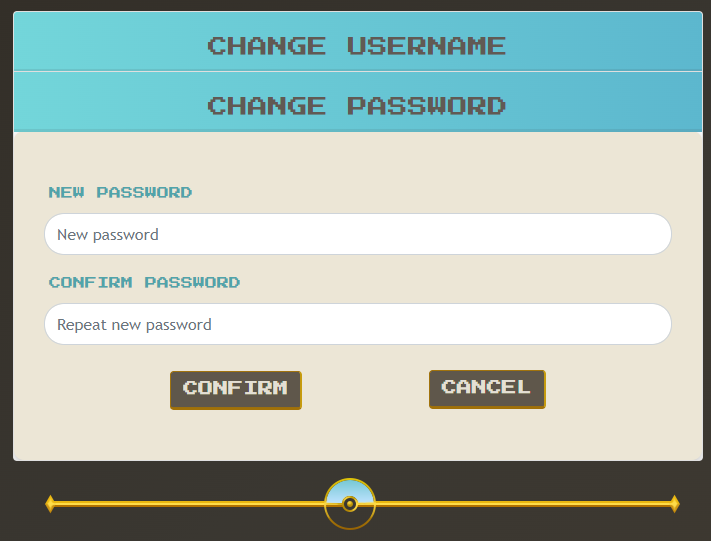 CHANGE USERNAME
CHANGE PASSWORD
NEW PASSWORD
New password
CONFIRM PASSWORD
Repeat new password
CONFIRM CANCEL